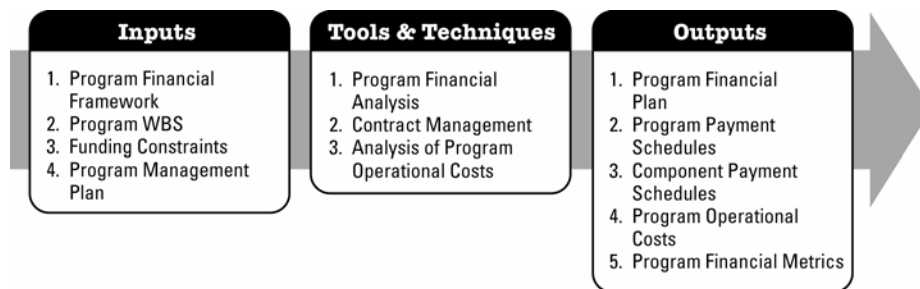 Inputs
1. Program Financial
Framework
2. Program WBS
3. Funding Constraints
4. Program Management
Plan
Tools & Techniques
1. Program Financial
Analysis
2. Contract Management
3. Analysis of Program
Operational Costs
Outputs
1. Program Financial
Plan
2. Program Payment
Schedules
3. Component Payment
Schedules
4. Program Operational
Costs
5. Program Financial Metrics